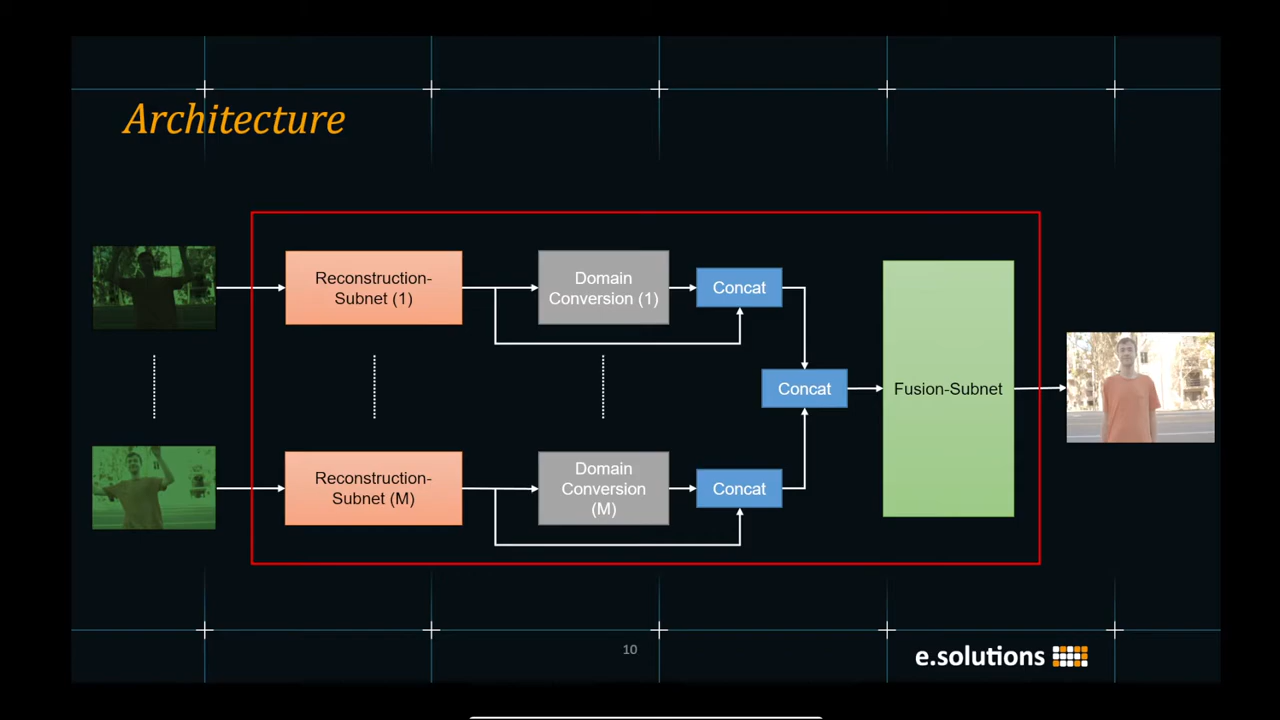 Architecture
Reconstruction-
Subnet (1)
Domain
Conversion (1)
Concat
Concat
Fusion-Subnet
Reconstruction-
Subnet (M)
Domain
Conversion
(M)
Concat
10
e.solutions